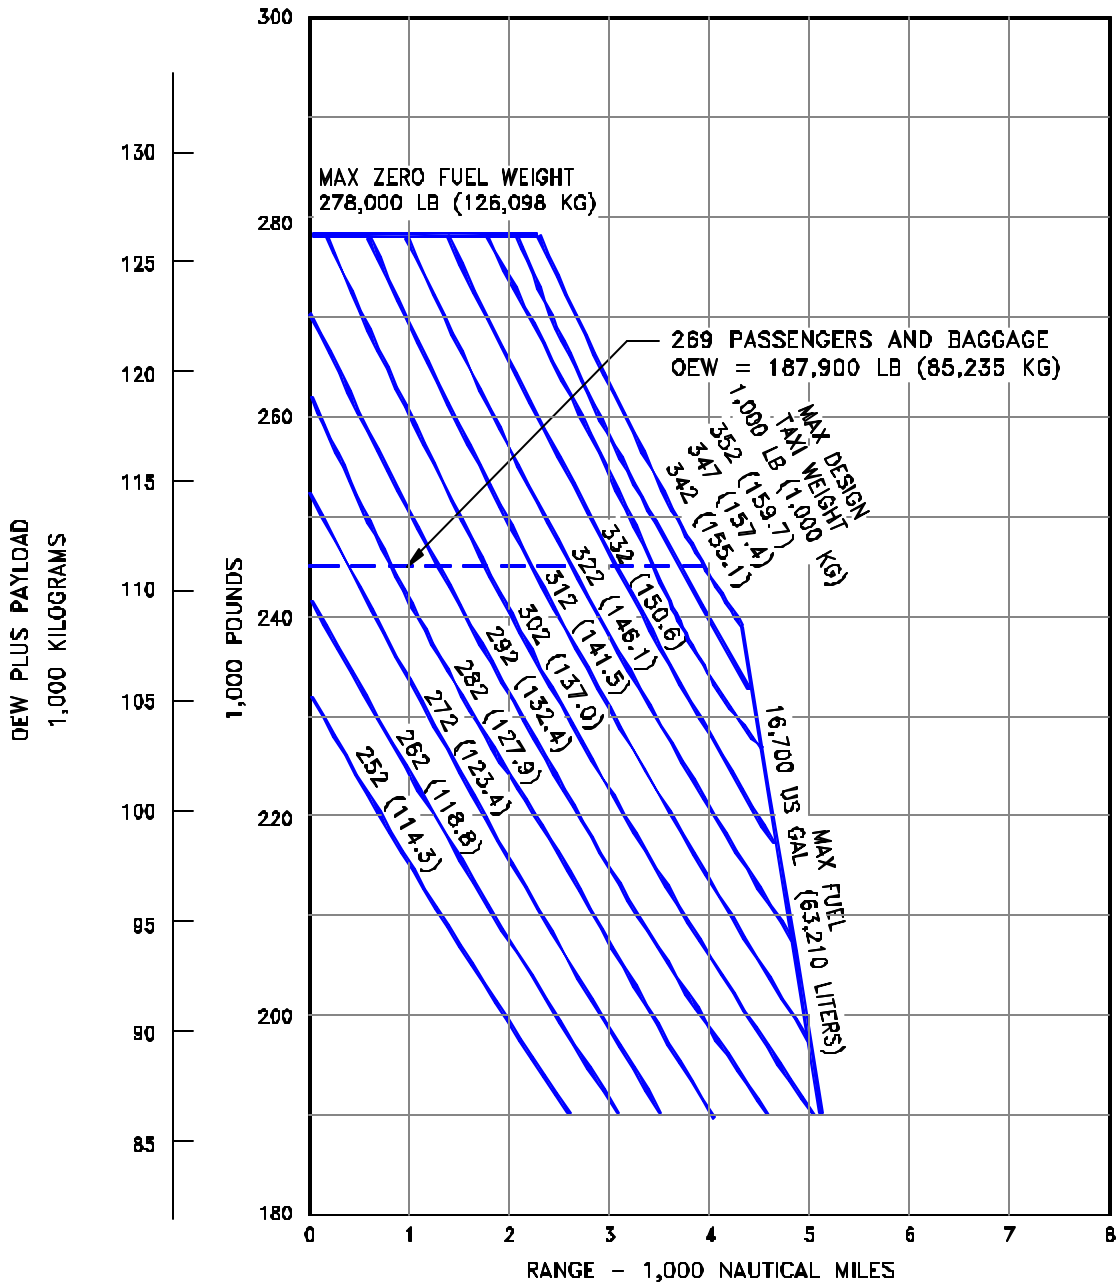 300
280
260
240
220
200
180
130
125
120
115
110
105
100
95
90
85
OEW PLUS PAYLOAD
1,000 KILOGRAMS
1,000 POUNDS
MAX ZERO FUEL WEIGHT
278,000 LB (126,098 KG)
269 PASSENGERS AND BAGGAGE
OEW = 187,900 LB (85,235 KG)
MAX DESIGN
TAXI WEIGHT
1,000 LB (1,000 KG)
352 (159.7)
347 (157.4)
342 (155.1)
332 (150.6)
322 (146.1)
312 (141.5)
302 (137.0)
292 (132.4)
282 (127.9)
272 (123.4)
262 (118.8)
252 (114.3)
MAX FUEL
16,700 US GAL (63,210 LITERS)
0 1 2 3 4 5 6 7 8
RANGE – 1,000 NAUTICAL MILES